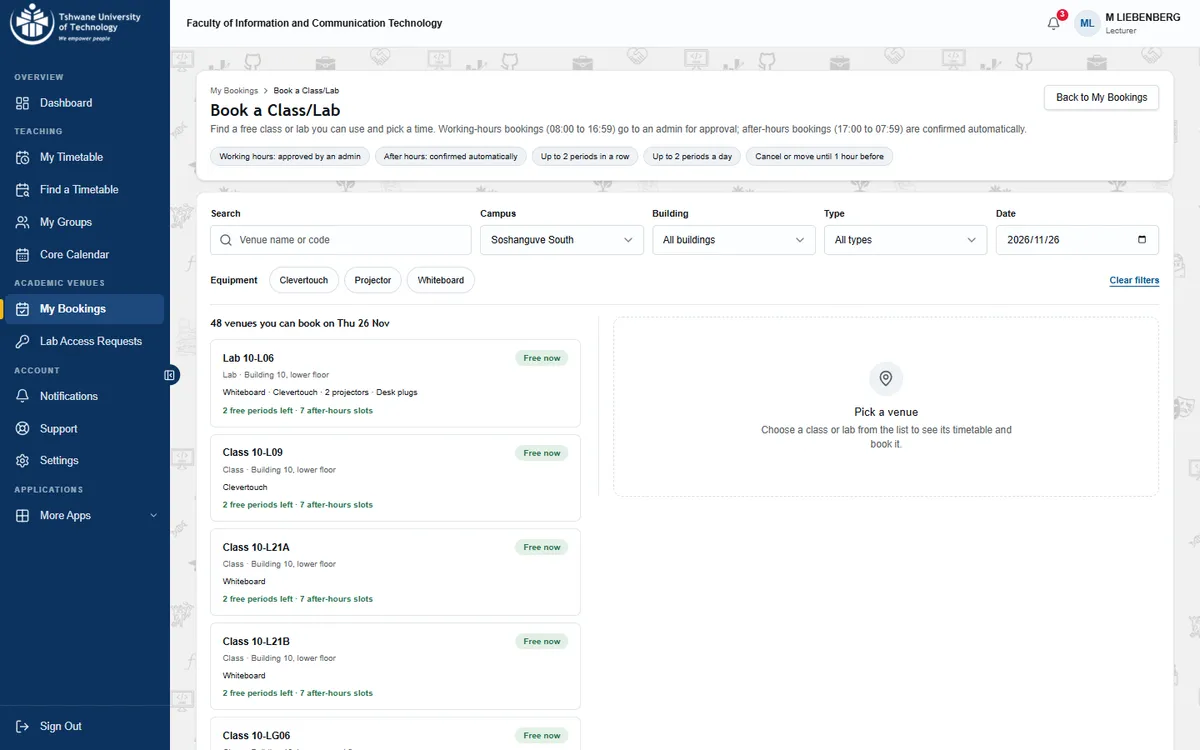 Tshwane University
of Technology
We empower people
OVERVIEW
Dashboard
TEACHING
My Timetable
Find a Timetable
My Groups
Core Calendar
ACADEMIC VENUES
My Bookings
Lab Access Requests
ACCOUNT
Notifications
Support
Settings
APPLICATIONS
More Apps
Sign Out
Faculty of Information and Communication Technology
3
ML
M LIEBENBERG
Lecturer
My Bookings > Book a Class/Lab
Book a Class/Lab
Find a free class or lab you can use and pick a time. Working-hours bookings (08:00 to 16:59) go to an admin for approval; after-hours bookings (17:00 to 07:59) are confirmed automatically.
Back to My Bookings
Working hours: approved by an admin
After hours: confirmed automatically
Up to 2 periods in a row
Up to 2 periods a day
Cancel or move until 1 hour before
Search
Venue name or code
Campus
Soshanguve South
Building
All buildings
Type
All types
Date
2026/11/26
Equipment
Clevertouch
Projector
Whiteboard
Clear filters
48 venues you can book on Thu 26 Nov
Lab 10-L06
Free now
Lab · Building 10, lower floor
Whiteboard · Clevertouch · 2 projectors · Desk plugs
2 free periods left · 7 after-hours slots
Class 10-L09
Free now
Class · Building 10, lower floor
Clevertouch
2 free periods left · 7 after-hours slots
Class 10-L21A
Free now
Class · Building 10, lower floor
Whiteboard
2 free periods left · 7 after-hours slots
Class 10-L21B
Free now
Class · Building 10, lower floor
Whiteboard
2 free periods left · 7 after-hours slots
Class 10-LG06
Free now
Pick a venue
Choose a class or lab from the list to see its timetable and
book it.